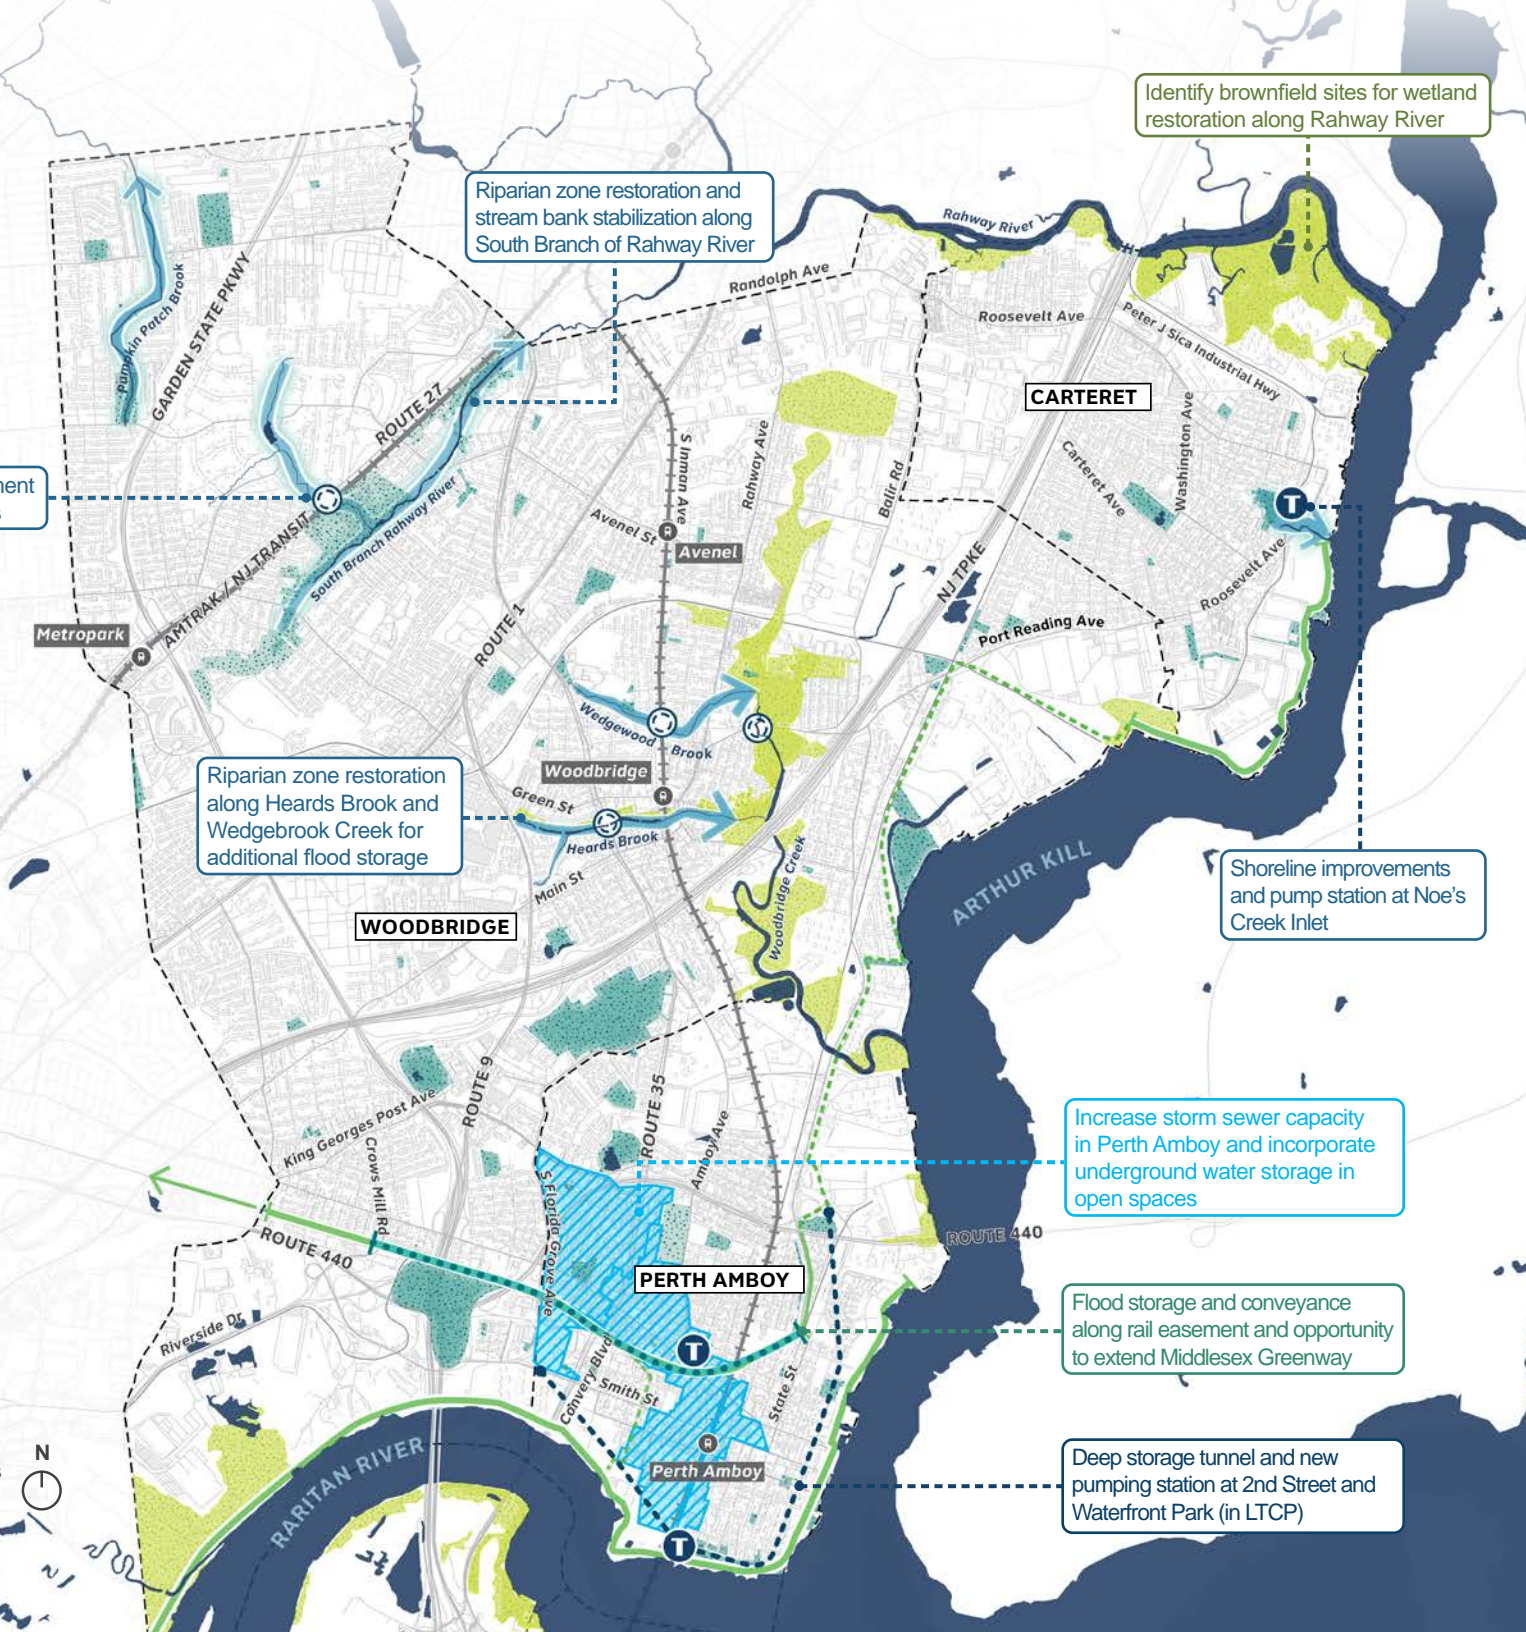 Identify brownfield sites for wetland
restoration along Rahway River
Riparian zone restoration and
stream bank stabilization along
South Branch of Rahway River
Rahway River
Randolph Ave
Roosevelt Ave
Peter J Sica Industrial Hwy
Pumpkin Patch Brook
GARDEN STATE PKWY
ROUTE 27
CARTERET
Washington Ave
Carteret Ave
S Inman Ave
Rahway Ave
Balir Rd
ment
South Branch Rahway River
Avenel St
Avenel
AMTRAK / NJ TRANSIT
NJ TPKE
T
Roosevelt Ave
Metropark
ROUTE 1
Port Reading Ave
Wedgewood Brook
Woodbridge
Riparian zone restoration
along Heards Brook and
Wedgebrook Creek for
additional flood storage
Green St
Heards Brook
Main St
Woodbridge Creek
ARTHUR KILL
Shoreline improvements
and pump station at Noe's
Creek Inlet
WOODBRIDGE
ROUTE 9
ROUTE 35
Amboy Ave
King Georges Post Ave
Crows Mill Rd
S Florida Grove Ave
Increase storm sewer capacity
in Perth Amboy and incorporate
underground water storage in
open spaces
ROUTE 440
ROUTE 440
PERTH AMBOY
Riverside Dr
Flood storage and conveyance
along rail easement and opportunity
to extend Middlesex Greenway
T
Convery Blvd
Smith St
State St
RARITAN RIVER
Perth Amboy
N
Deep storage tunnel and new
pumping station at 2nd Street and
Waterfront Park (in LTCP)
T